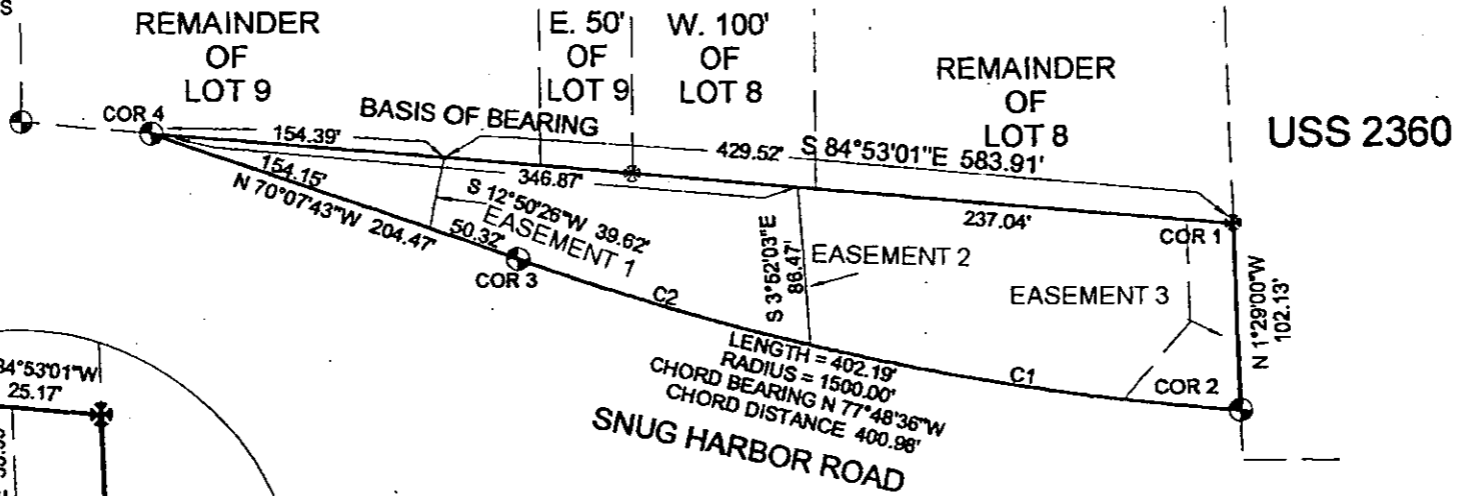 S
REMAINDER
OF
LOT 9
E. 50'
OF
LOT 9
W. 100'
OF
LOT 8
REMAINDER
OF
LOT 8
USS 2360
COR 4
BASIS OF BEARING
154.39'
429.52'
S 84°53'01"E 583.91'
154.15'
N 70°07'43"W 204.47'
346.87'
S 12°50'26"W 39.62'
EASEMENT 1
50.32'
COR 3
237.04'
COR 1
S 3°52'03"E
86.47'
EASEMENT 2
EASEMENT 3
N 1°29'00"W
102.13'
C2
C1
COR 2
LENGTH = 402.19'
RADIUS = 1500.00'
CHORD BEARING N 77°48'36"W
CHORD DISTANCE 400.98'
SNUG HARBOR ROAD
84°53'01"W
25.17'